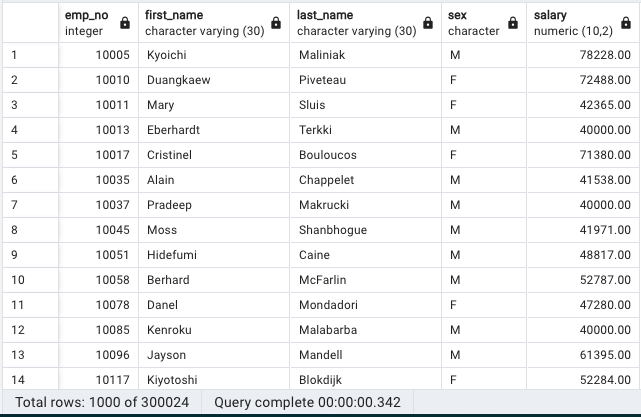 emp_no first_name last_name sex salary
integer character varying (30) character varying (30) character numeric (10,2)
1 10005 Kyoichi Maliniak M 78228.00
2 10010 Duangkaew Piveteau F 72488.00
3 10011 Mary Sluis F 42365.00
4 10013 Eberhardt Terkki M 40000.00
5 10017 Cristinel Bouloucos F 71380.00
6 10035 Alain Chappelet M 41538.00
7 10037 Pradeep Makrucki M 40000.00
8 10045 Moss Shanbhogue M 41971.00
9 10051 Hidefumi Caine M 48817.00
10 10058 Berhard McFarlin M 52787.00
11 10078 Danel Mondadori F 47280.00
12 10085 Kenroku Malabarba M 40000.00
13 10096 Jayson Mandell M 61395.00
14 10117 Kiyotoshi Blokdijk F 52284.00
Total rows: 1000 of 300024 Query complete 00:00:00.342